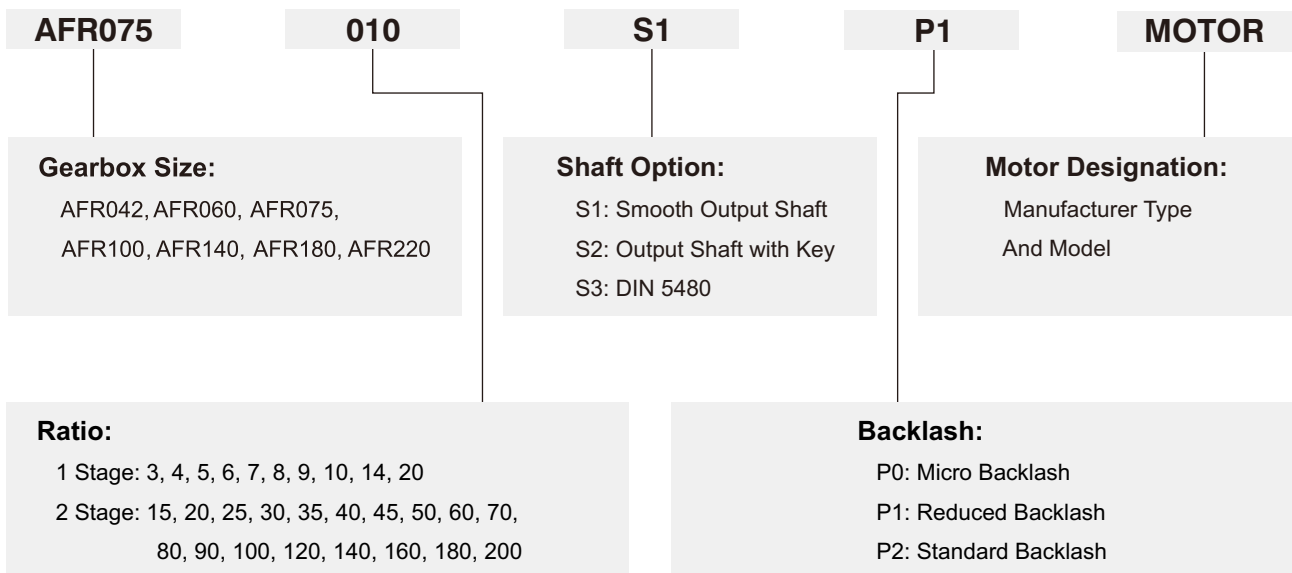 AFR075 010 S1 P1 MOTOR
Gearbox Size:
AFR042, AFR060, AFR075,
AFR100, AFR140, AFR180, AFR220
Shaft Option:
S1: Smooth Output Shaft
S2: Output Shaft with Key
S3: DIN 5480
Motor Designation:
Manufacturer Type
And Model
Ratio:
1 Stage: 3, 4, 5, 6, 7, 8, 9, 10, 14, 20
2 Stage: 15, 20, 25, 30, 35, 40, 45, 50, 60, 70,
80, 90, 100, 120, 140, 160, 180, 200
Backlash:
P0: Micro Backlash
P1: Reduced Backlash
P2: Standard Backlash